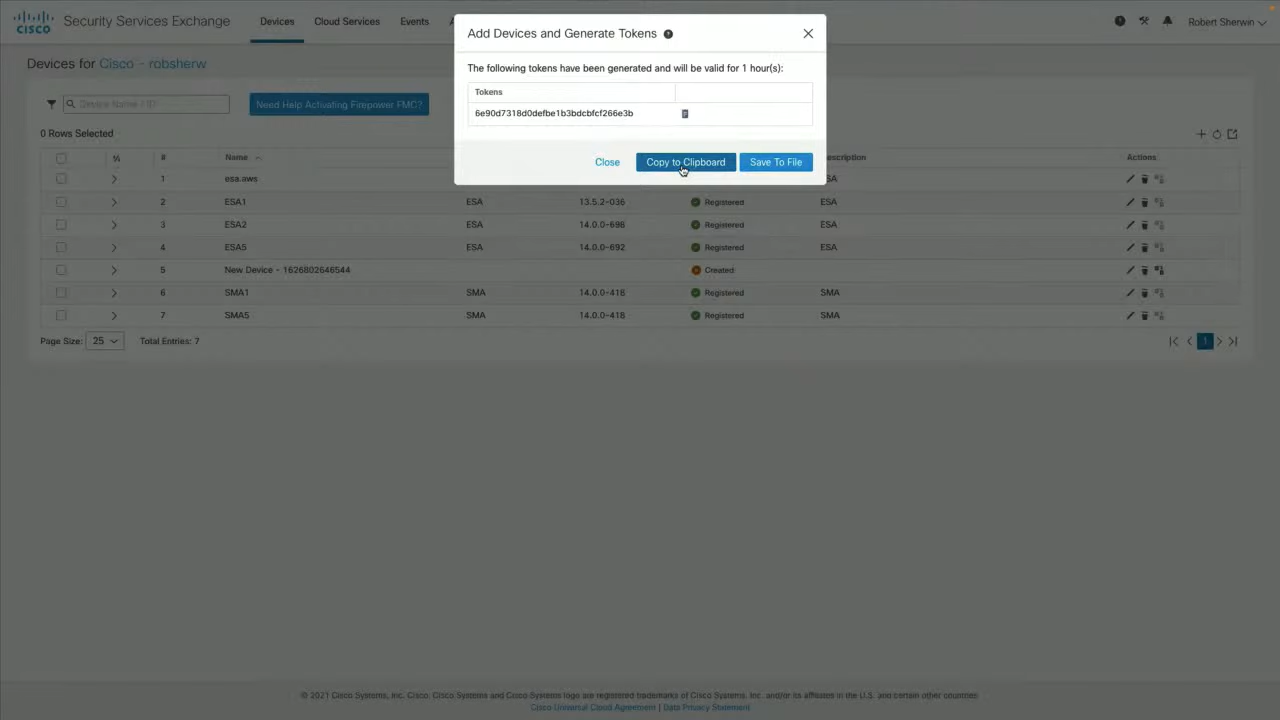 CISCO
Security Services Exchange
Devices
Cloud Services
Events
Robert Sherwin
Add Devices and Generate Tokens
The following tokens have been generated and will be valid for 1 hour(s):
Tokens
6e90d7318d0defbe1b3bdcbfcf266e3b
Close
Copy to Clipboard
Save To File
Devices for Cisco - robsherw
Device Name / ID
Need Help Activating Firepower FMC?
0 Rows Selected
% # Name Description Actions
1 esa.aws ESA
2 ESA1 ESA 13.5.2-036 Registered ESA
3 ESA2 ESA 14.0.0-698 Registered ESA
4 ESA5 ESA 14.0.0-692 Registered ESA
5 New Device - 1626802646544 Created
6 SMA1 SMA 14.0.0-418 Registered SMA
7 SMA5 SMA 14.0.0-418 Registered SMA
Page Size: 25 Total Entries: 7
1
© 2021 Cisco Systems, Inc. Cisco, Cisco Systems and Cisco Systems logo are registered trademarks of Cisco Systems, Inc. and/or its affiliates in the U.S. and certain other countries
Cisco Universal Cloud Agreement | Data Privacy Statement